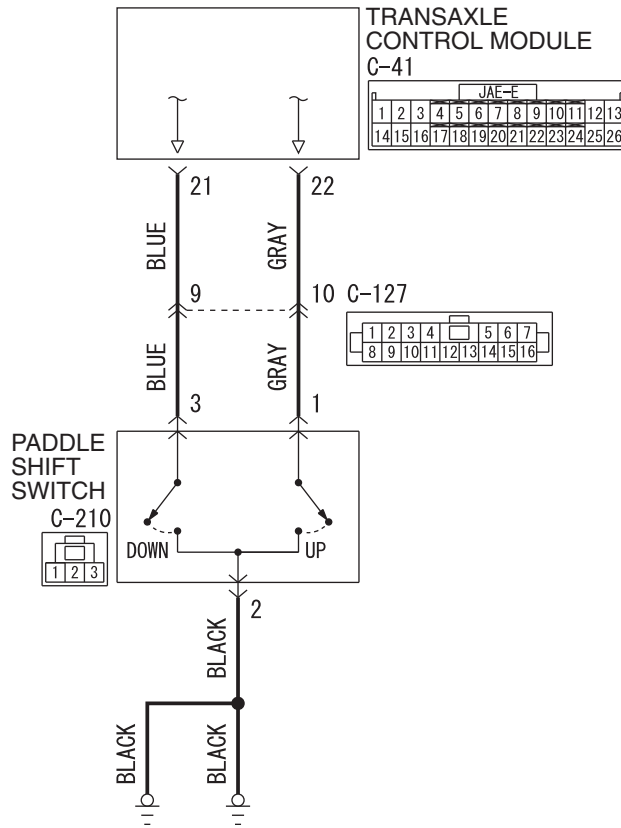 TRANSAXLE
CONTROL MODULE
C-41
JAE-E
1 2 3 4 5 6 7 8 9 10 11 12 13
14 15 16 17 18 19 20 21 22 23 24 25 26
21 22
BLUE GRAY
9 10 C-127
1 2 3 4 5 6 7
8 9 10 11 12 13 14 15 16
BLUE GRAY
3 1
PADDLE
SHIFT
SWITCH
C-210
1 2 3
DOWN UP
2
BLACK
BLACK BLACK